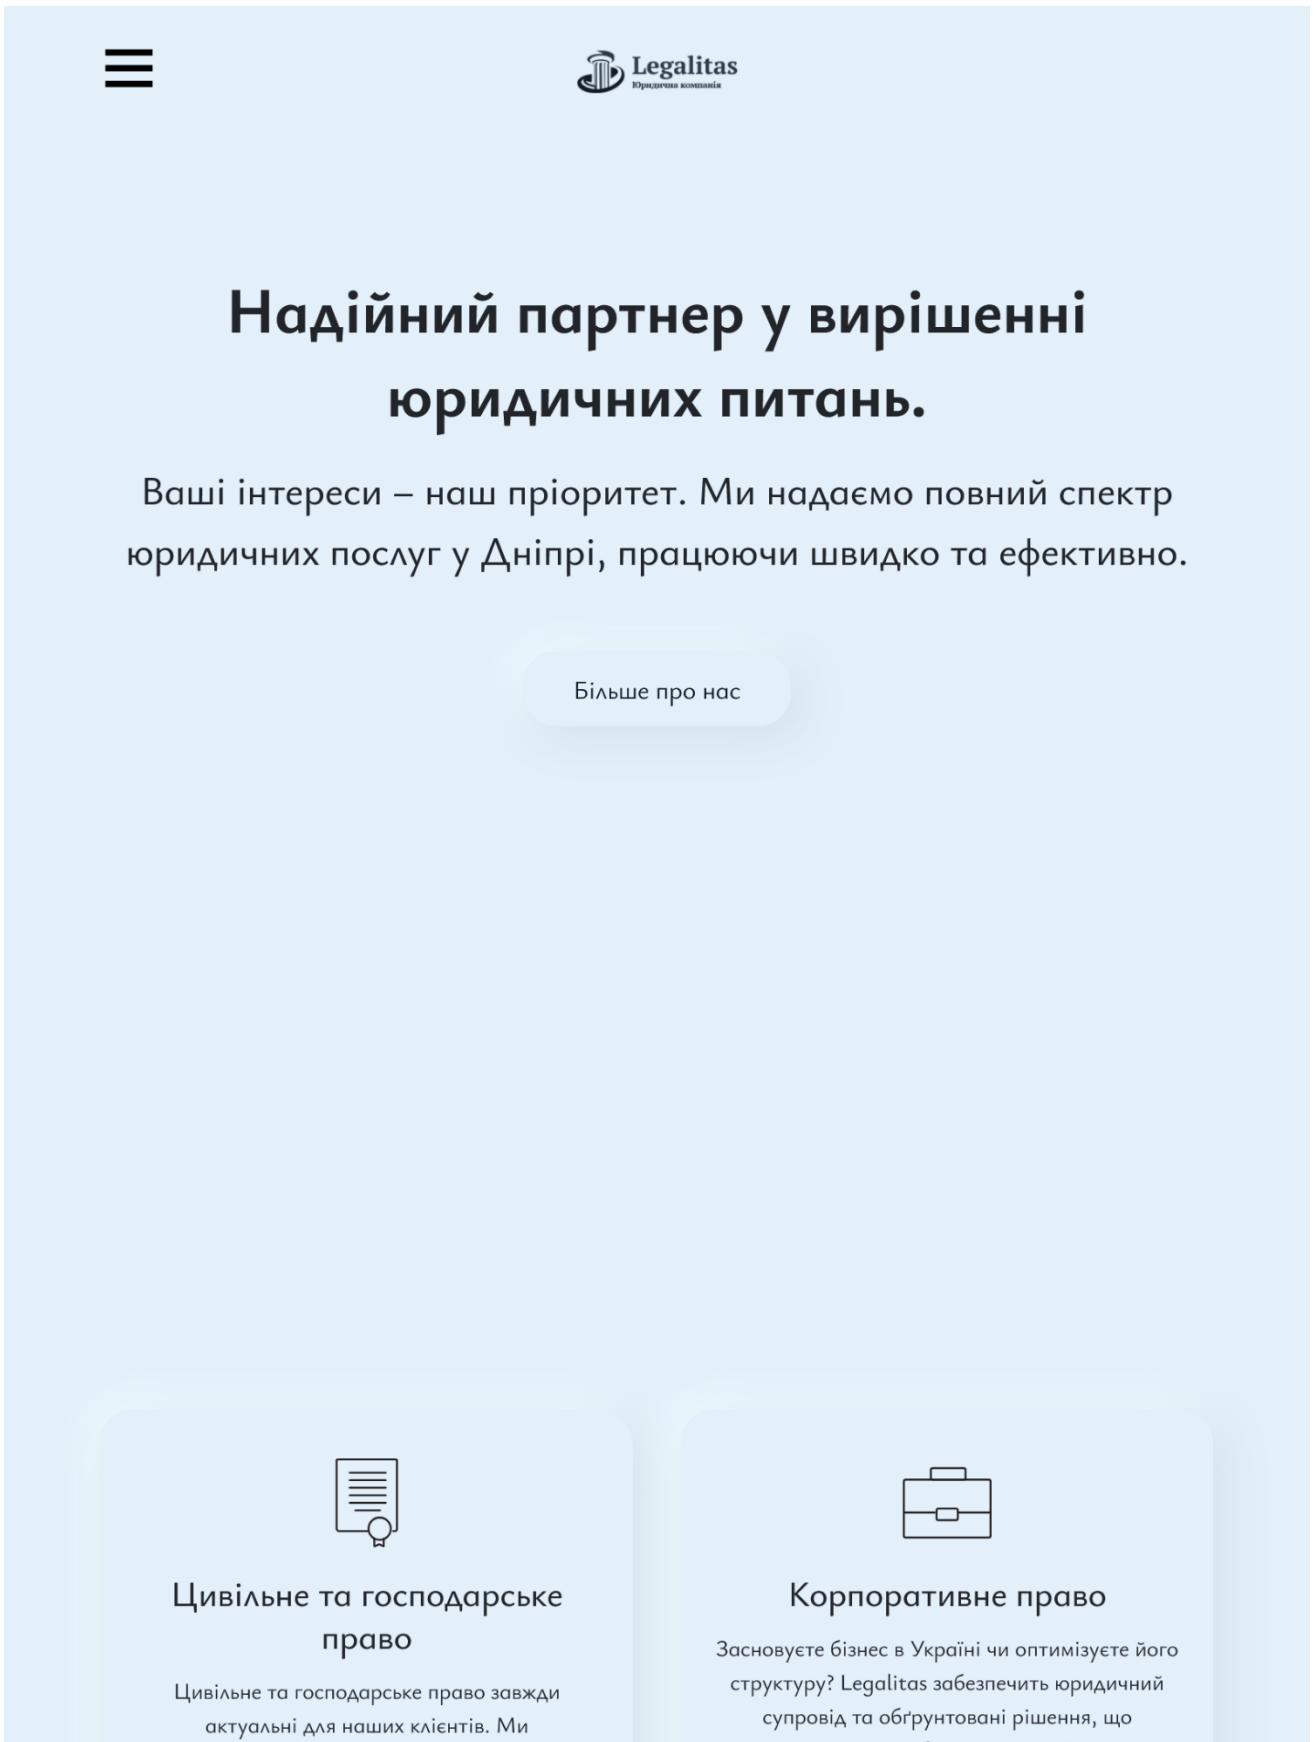 Legalitas
Юридична компанія
Надійний партнер у вирішенні
юридичних питань.
Ваші інтереси – наш пріоритет. Ми надаємо повний спектр
юридичних послуг у Дніпрі, працюючи швидко та ефективно.
Більше про нас
Цивільне та господарське
право
Цивільне та господарське право завжди
актуальні для наших клієнтів. Ми
Корпоративне право
Засновуєте бізнес в Україні чи оптимізуєте його
структуру? Legalitas забезпечить юридичний
супровід та обґрунтовані рішення, що